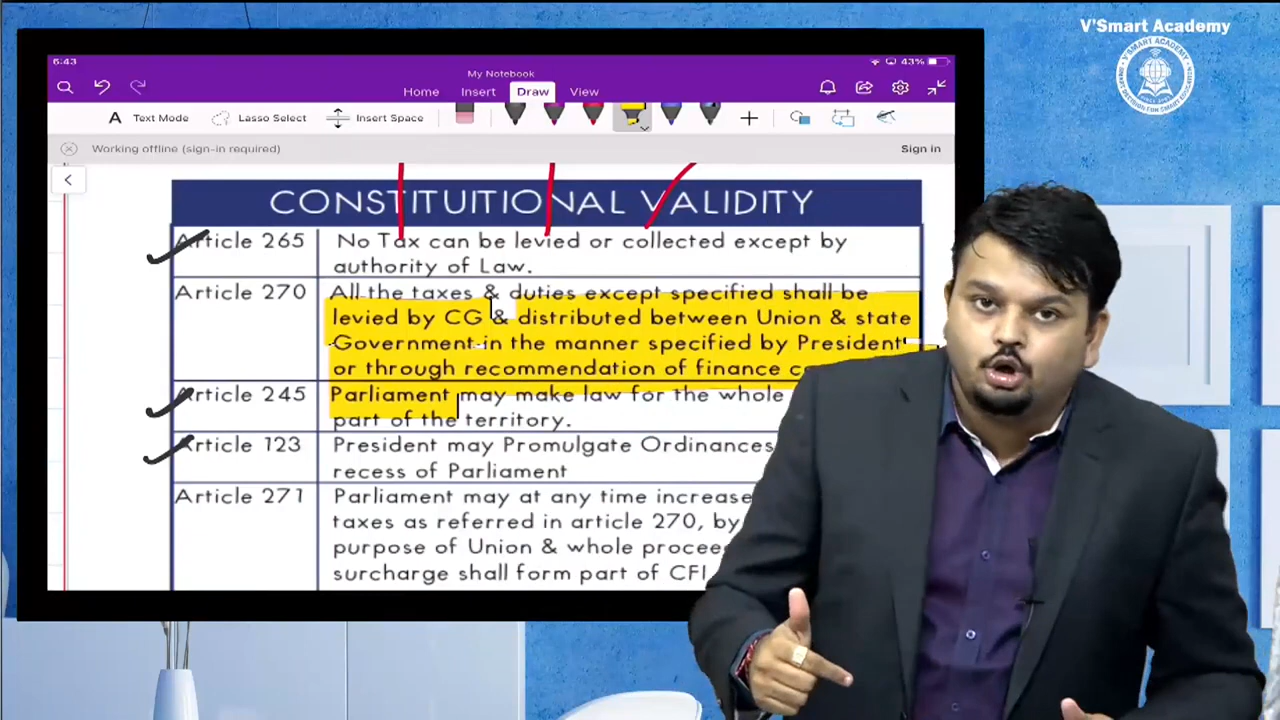 V'Smart Academy
6:43
43%
My Notebook
Home Insert Draw View
A Text Mode Lasso Select Insert Space
Working offline (sign-in required) Sign in
CONSTITUITIONAL VALIDITY
Article 265 No Tax can be levied or collected except by
authority of Law.
Article 270 All the taxes & duties except specified shall be
levied by CG & distributed between Union & state
Government in the manner specified by President
or through recommendation of finance
Article 245 Parliament may make law for the whole
part of the territory.
Article 123 President may Promulgate Ordinances
recess of Parliament
Article 271 Parliament may at any time increase
taxes as referred in article 270, by
purpose of Union & whole
surcharge shall form part of CFI